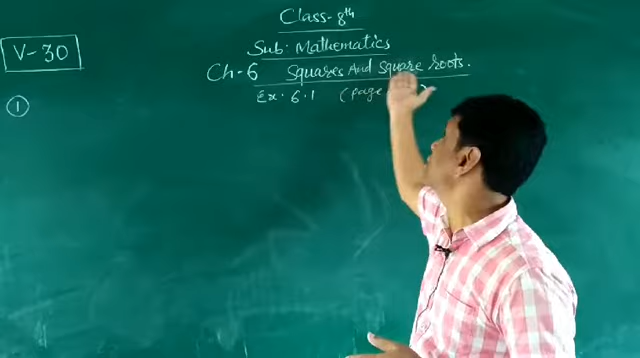 Class-8th
V-30
Sub: Mathematics
Ch-6 Squares And Square Roots.
①
Ex. 6.1 (Page